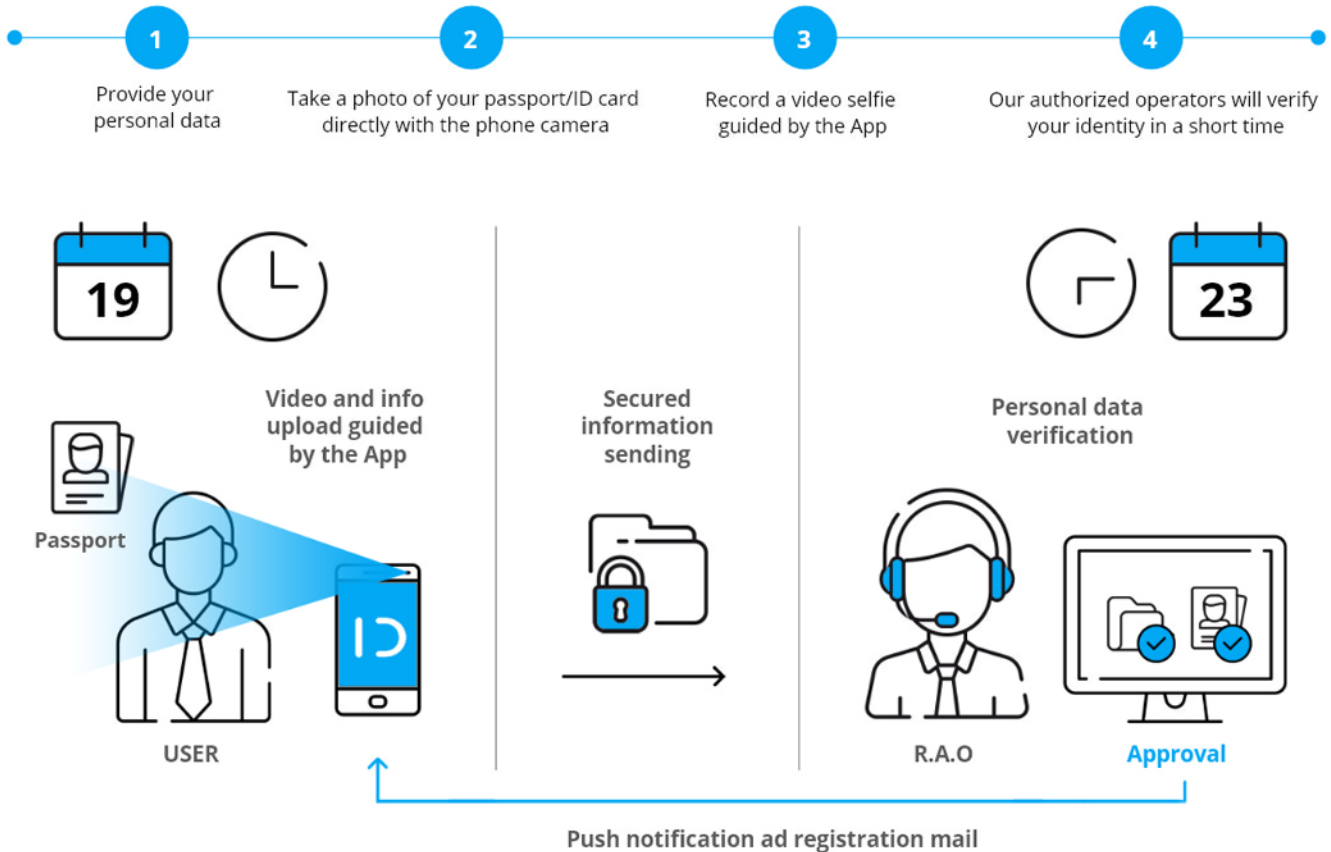 1
2
3
4
Provide your
personal data
Take a photo of your passport/ID card
directly with the phone camera
Record a video selfie
guided by the App
Our authorized operators will verify
your identity in a short time
19
23
Video and info
upload guided
by the App
Secured
information
sending
Personal data
verification
Passport
ID
USER
R.A.O
Approval
Push notification ad registration mail